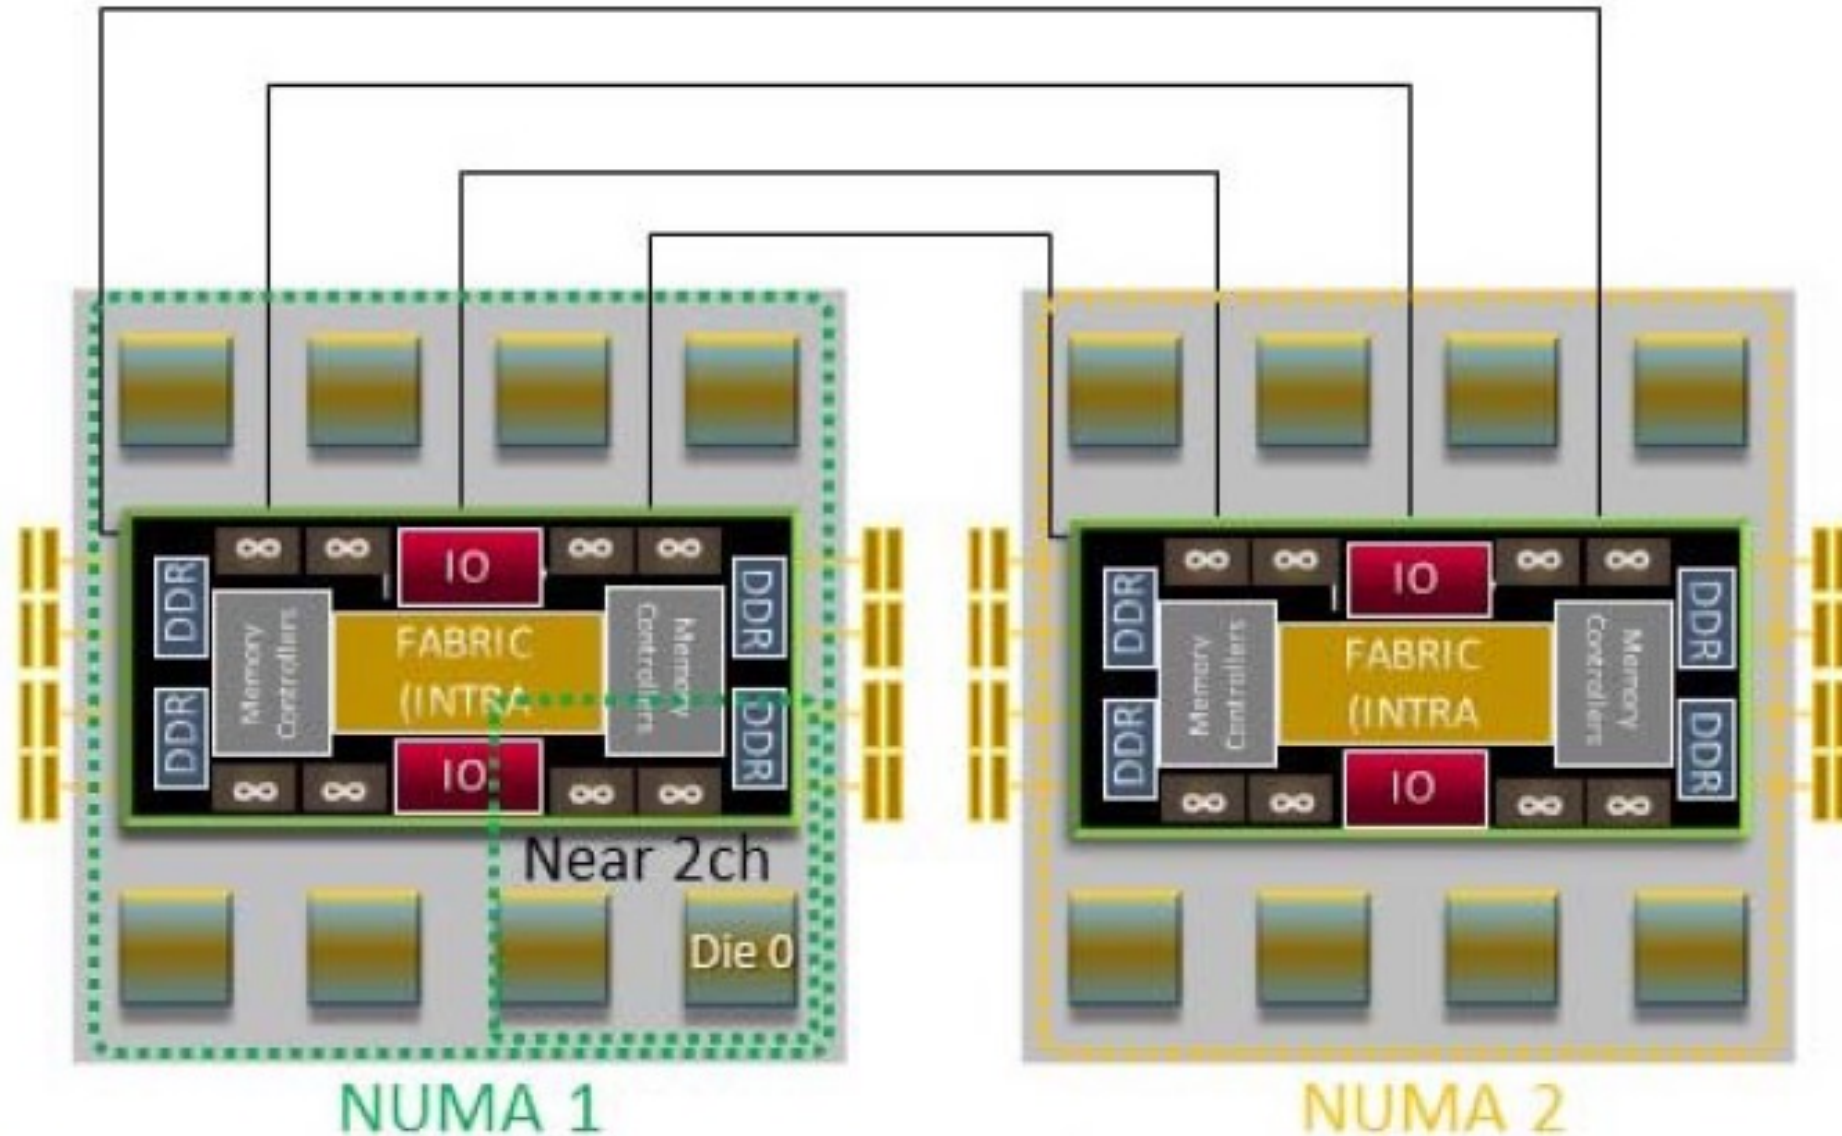 ∞ ∞ IO ∞ ∞
DDR
DDR
Memory
Controllers
FABRIC
(INTRA
Memory
Controllers
DDR
DDR
∞ ∞ IO ∞ ∞
Near 2ch
Die 0
NUMA 1
∞ ∞ IO ∞ ∞
DDR
DDR
Memory
Controllers
FABRIC
(INTRA
Memory
Controllers
DDR
DDR
∞ ∞ IO ∞ ∞
NUMA 2